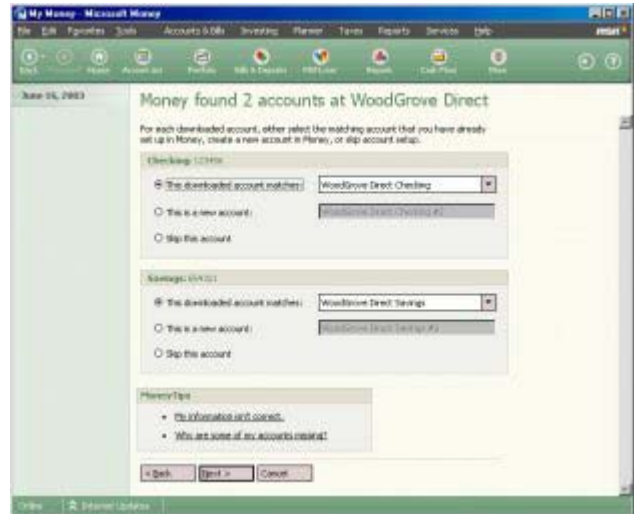 My Money - Microsoft Money
File Edit Favorites Tools Accounts & Bills Investing Planner Taxes Reports Services Help msn
Back Home Account List Portfolio Bills & Deposits Reports Cash Flow More
June 16, 2003
Money found 2 accounts at WoodGrove Direct
For each downloaded account, either select the matching account that you have already
set up in Money, create a new account in Money, or skip account setup.
Checking: 123456
This downloaded account matches: WoodGrove Direct Checking
This is a new account: WoodGrove Direct Checking #2
Skip this account
Savings: 654321
This downloaded account matches: WoodGrove Direct Savings
This is a new account: WoodGrove Direct Savings #2
Skip this account
MoneyTips
• My information isn't correct.
• Why are some of my accounts missing?
< Back Next > Cancel
Online Internet Updates